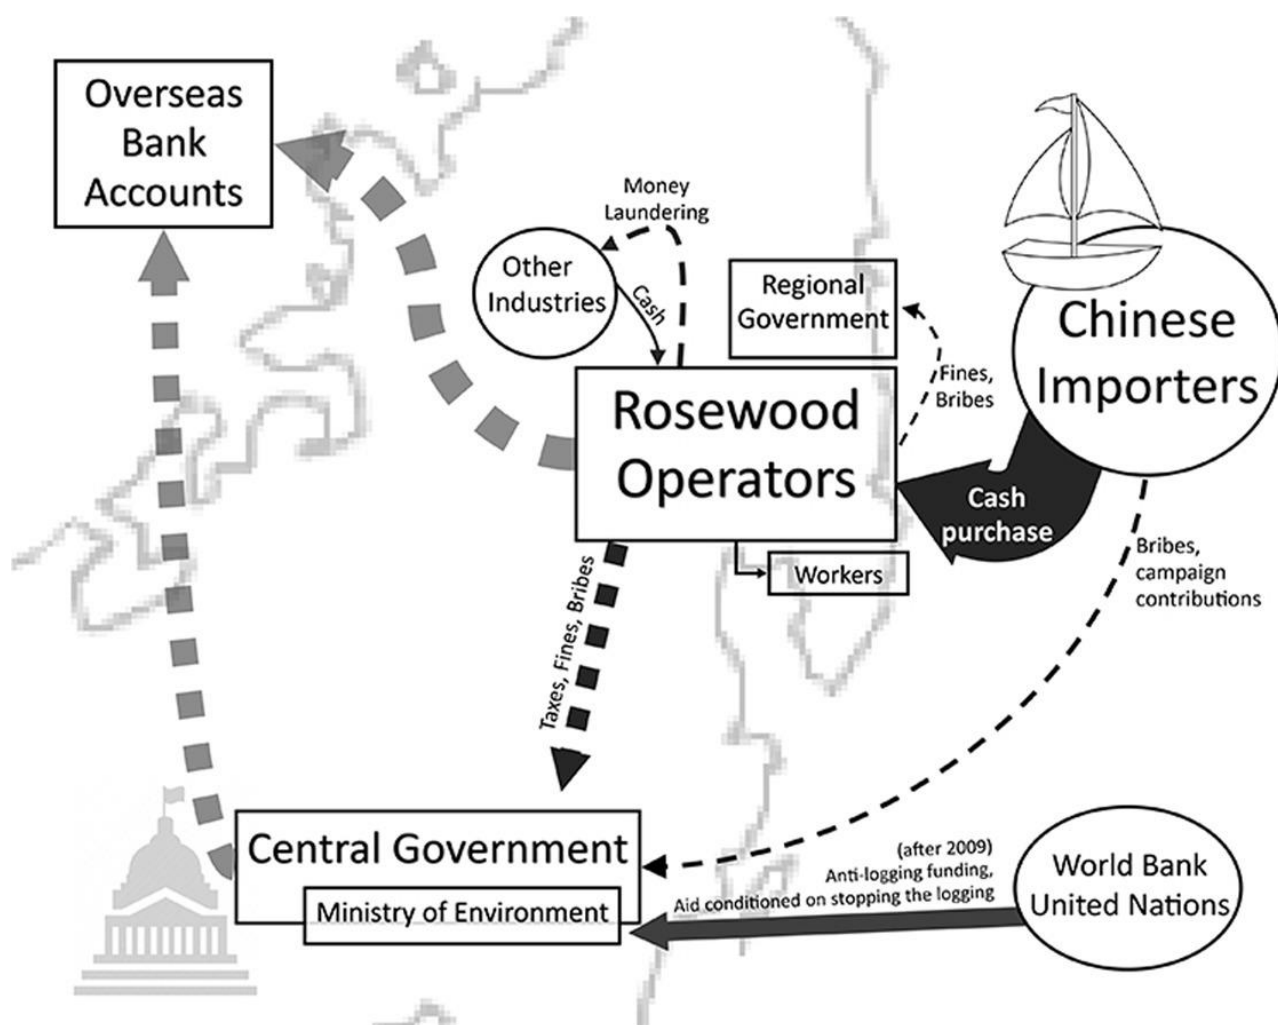 Overseas
Bank
Accounts
Money
Laundering
Other
Industries
Cash
Regional
Government
Fines,
Bribes
Chinese
Importers
Rosewood
Operators
Cash
purchase
Workers
Bribes,
campaign
contributions
Taxes, Fines, Bribes
Central Government
Ministry of Environment
(after 2009)
Anti-logging funding,
Aid conditioned on stopping the logging
World Bank
United Nations